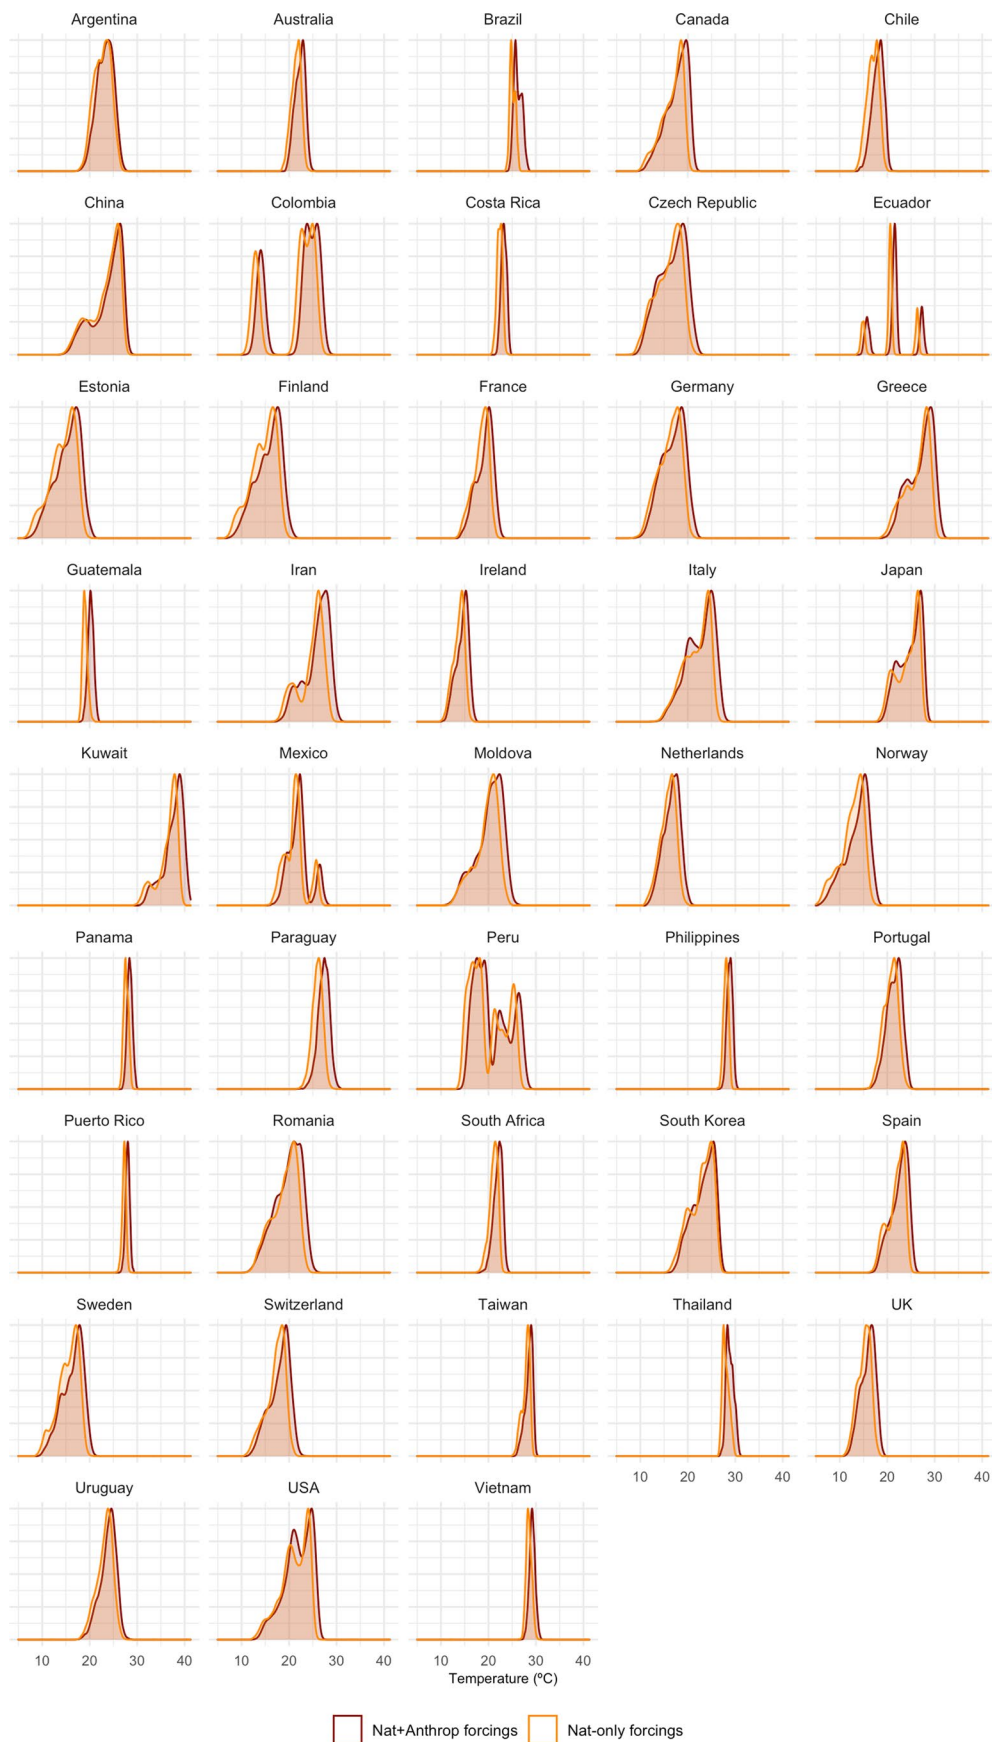 Argentina Australia Brazil Canada Chile
China Colombia Costa Rica Czech Republic Ecuador
Estonia Finland France Germany Greece
Guatemala Iran Ireland Italy Japan
Kuwait Mexico Moldova Netherlands Norway
Panama Paraguay Peru Philippines Portugal
Puerto Rico Romania South Africa South Korea Spain
Sweden Switzerland Taiwan Thailand UK
10 20 30 40 10 20 30 40
Uruguay USA Vietnam
10 20 30 40 10 20 30 40 10 20 30 40
Temperature (ºC)
Nat+Anthrop forcings Nat-only forcings